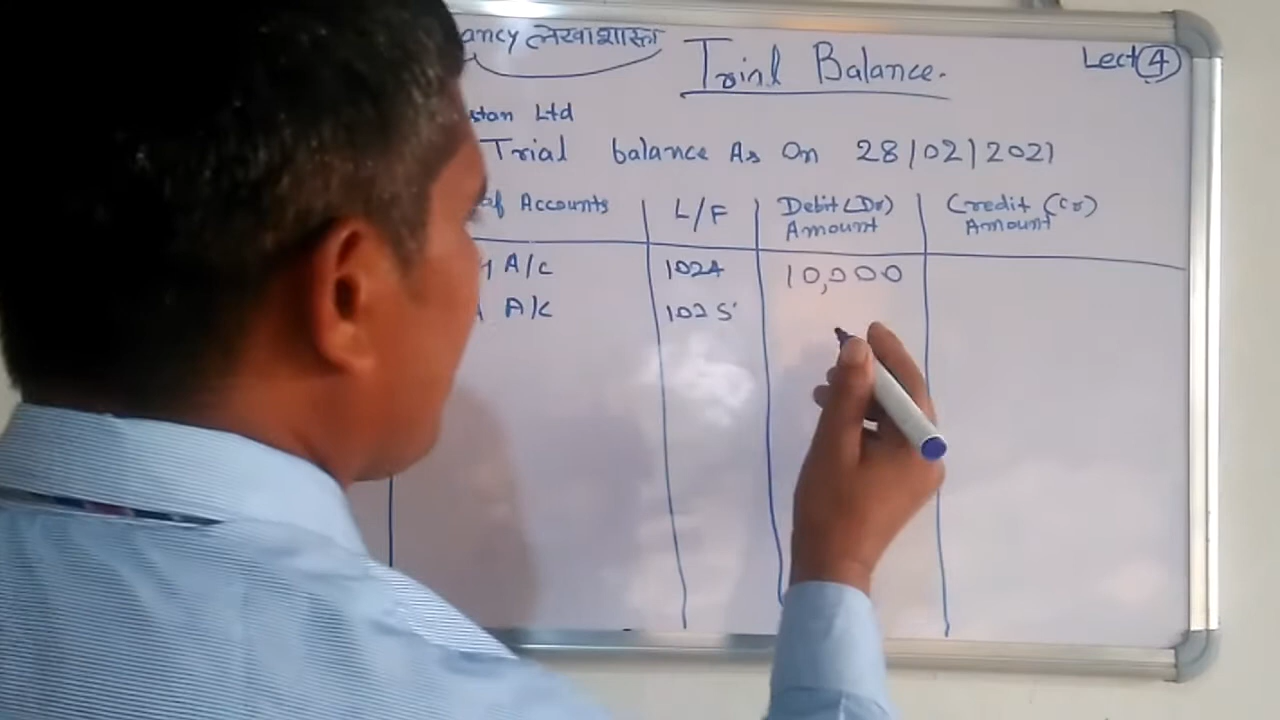 ancy लेखाशास्त्र
Trial Balance.
Lect 4
stan Ltd
Trial balance As On 28/02/2021
of Accounts
L/F
Debit (Dr) Amount
Credit (Cr) Amount
A/c 1024 10,000
A/c 1025